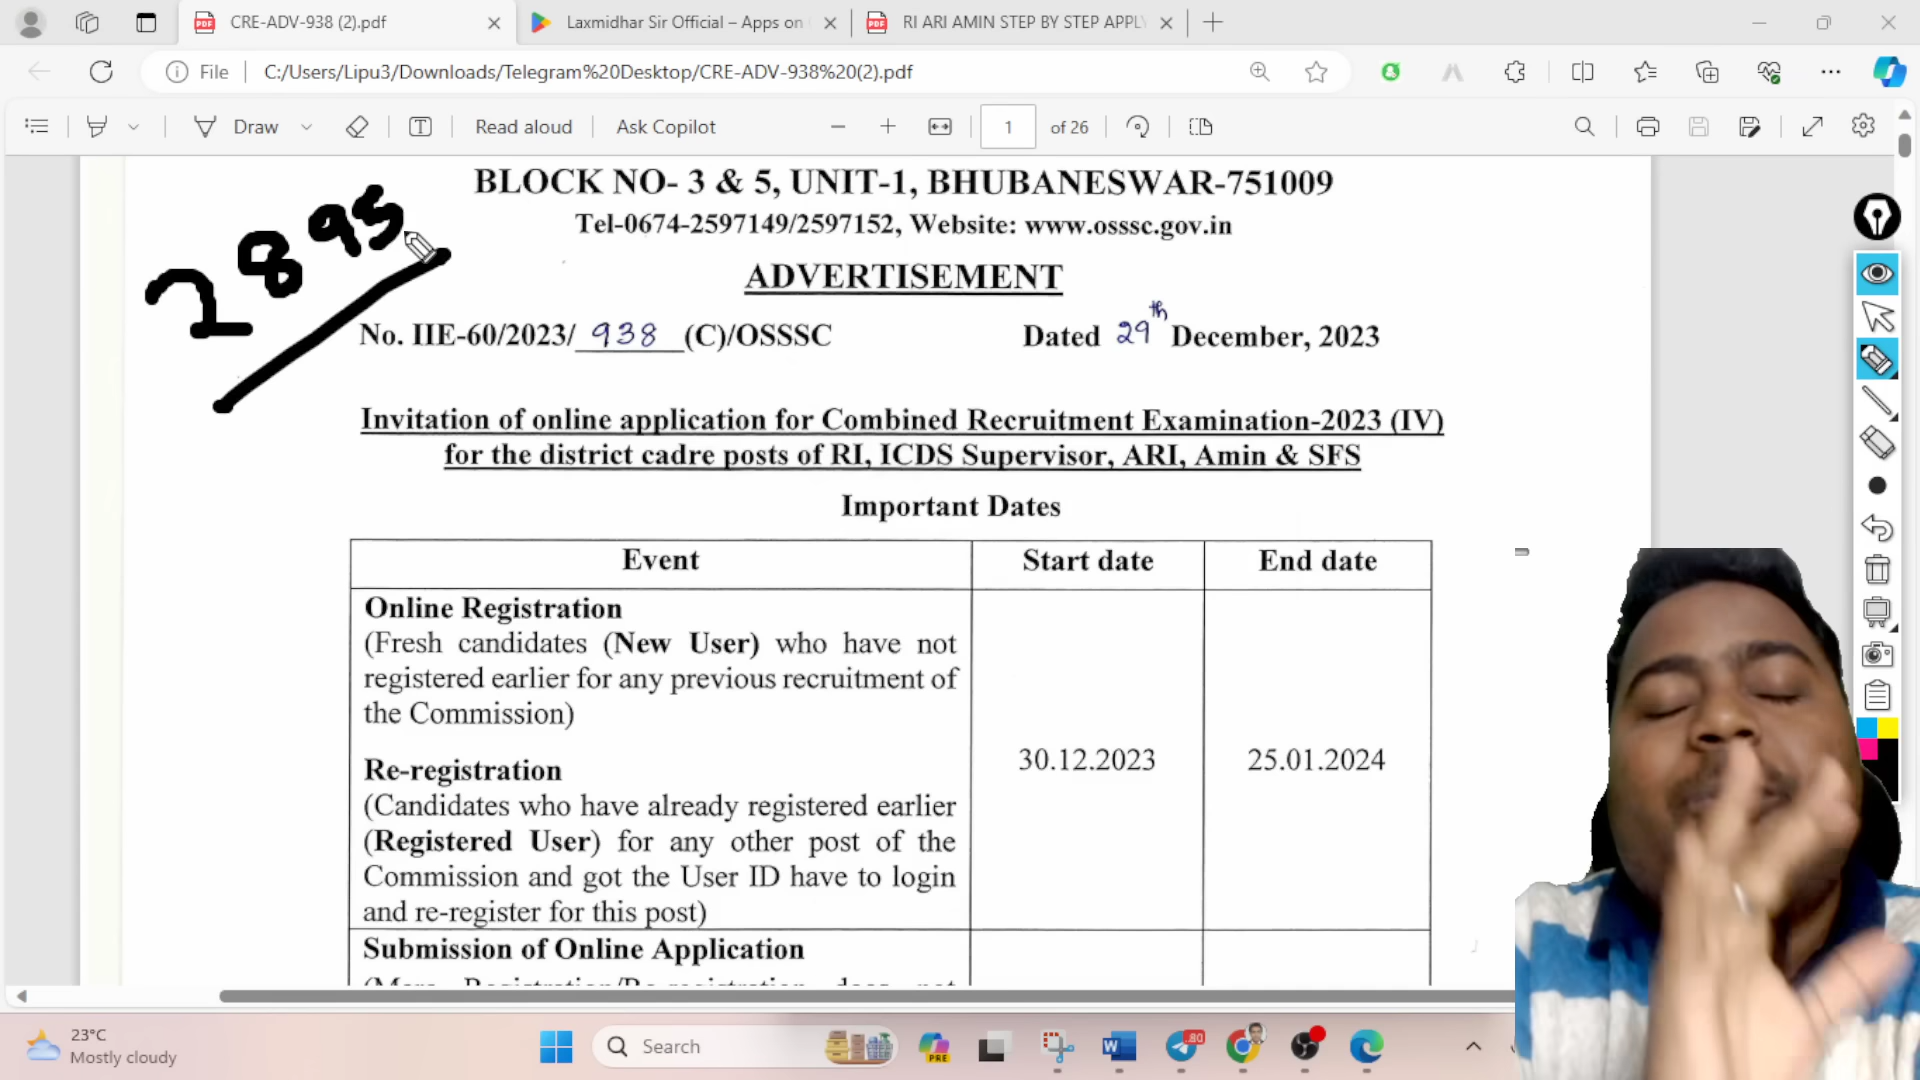 CRE-ADV-938 (2).pdf
Laxmidhar Sir Official – Apps on
RI ARI AMIN STEP BY STEP APPLY
File
C:/Users/Lipu3/Downloads/Telegram%20Desktop/CRE-ADV-938%20(2).pdf
Draw
Read aloud
Ask Copilot
1 of 26
2895
BLOCK NO- 3 & 5, UNIT-1, BHUBANESWAR-751009
Tel-0674-2597149/2597152, Website: www.osssc.gov.in
ADVERTISEMENT
No. IIE-60/2023/ 938 (C)/OSSSC
Dated 29th December, 2023
Invitation of online application for Combined Recruitment Examination-2023 (IV)
for the district cadre posts of RI, ICDS Supervisor, ARI, Amin & SFS
Important Dates
Event
Start date
End date
Online Registration
(Fresh candidates (New User) who have not
registered earlier for any previous recruitment of
the Commission)
Re-registration
(Candidates who have already registered earlier
(Registered User) for any other post of the
Commission and got the User ID have to login
and re-register for this post)
30.12.2023
25.01.2024
Submission of Online Application
23°C
Mostly cloudy
Search
PRE
80